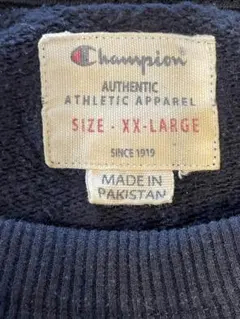 Champion
AUTHENTIC
ATHLETIC APPAREL
SIZE - XX-LARGE
SINCE 1919
MADE IN
PAKISTAN